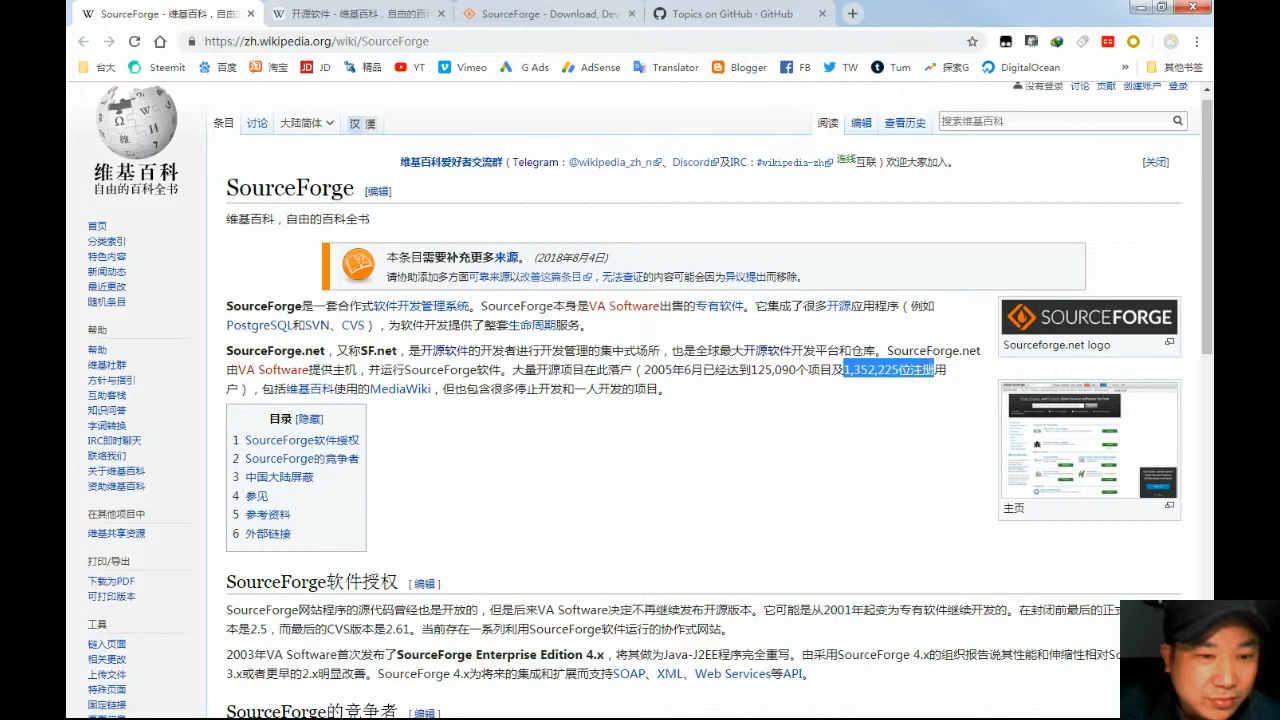 SourceForge - 维基百科，自由
开源软件 - 维基百科，自由的百
SourceForge - Download, Dev
Topics on GitHub · GitHub
https://zh.wikipedia.org/wiki/SourceForge
台大 Steemit 百度 淘宝 JD 精品 YT Vimeo G Ads AdSense Translator Blogger FB TW Tum 探索G DigitalOcean » 其他书签
没有登录 讨论 贡献 创建账户 登录
条目 讨论 大陆简体 汉 漢 阅读 编辑 查看历史 搜索维基百科
维基百科
自由的百科全书
维基百科爱好者交流群（Telegram：@wikipedia_zh_n、Discord及IRC：#wikipedia-zh连线互联）欢迎大家加入。 [关闭]
SourceForge [编辑]
维基百科，自由的百科全书
本条目需要补充更多来源。 (2018年8月4日)
请协助添加多方面可靠来源以改善这篇条目，无法查证的内容可能会因为异议提出而移除。
SourceForge是一套合作式软件开发管理系统。SourceForge本身是VA Software出售的专有软件。它集成了很多开源应用程序（例如
PostgreSQL和SVN、CVS），为软件开发提供了整套生命周期服务。
SourceForge.net，又称SF.net，是开源软件的开发者进行开发管理的集中式场所，也是全球最大开源软件开发平台和仓库。SourceForge.net
由VA Software提供主机，并运行SourceForge软件。大量开源项目在此落户（2005年6月已经达到125,090个项目及1,352,225位注册用
户），包括维基百科使用的MediaWiki，但也包含很多停止开发和一人开发的项目。
SOURCEFORGE
Sourceforge.net logo
主页
目录 [隐藏]
1 SourceForge软件授权
2 SourceForge的竞争者
3 中国大陆屏蔽
4 参见
5 参考资料
6 外部链接
SourceForge软件授权 [编辑]
SourceForge网站程序的源代码曾经也是开放的，但是后来VA Software决定不再继续发布开源版本。它可能是从2001年起变为专有软件继续开发的。在封闭前最后的正式
本是2.5，而最后的CVS版本是2.61。当前存在一系列利用SourceForge软件运行的协作式网站。
2003年VA Software首次发布了SourceForge Enterprise Edition 4.x，将其做为Java-J2EE程序完全重写。迁移采用SourceForge 4.x的组织报告说其性能和伸缩性相对So
3.x或者更早的2.x明显改善。SourceForge 4.x为将来的集成和扩展而支持SOAP、XML、Web Services等API。
SourceForge的竞争者 [编辑]
首页
分类索引
特色内容
新闻动态
最近更改
随机条目
帮助
帮助
维基社群
方针与指引
互助客栈
知识问答
字词转换
IRC即时聊天
联络我们
关于维基百科
资助维基百科
在其他项目中
维基共享资源
打印/导出
下载为PDF
可打印版本
工具
链入页面
相关更改
上传文件
特殊页面
固定链接